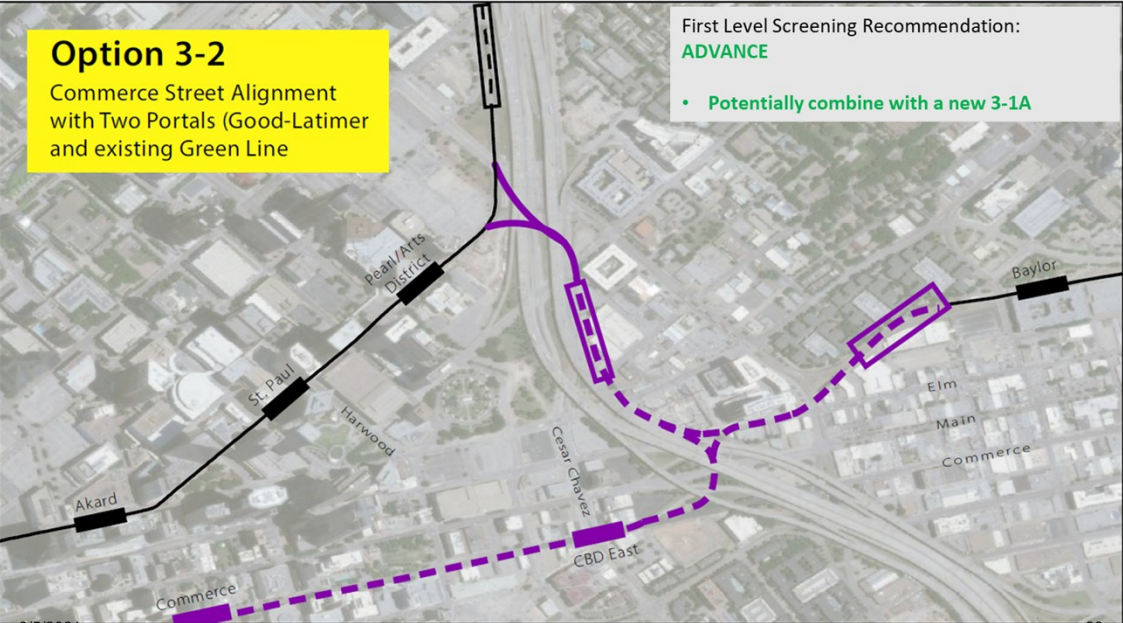 Option 3-2
Commerce Street Alignment
with Two Portals (Good-Latimer
and existing Green Line
First Level Screening Recommendation:
ADVANCE
• Potentially combine with a new 3-1A
Pearl/Arts
District
Baylor
St. Paul
Harwood
Elm
Main
Commerce
Cesar Chavez
Akard
CBD East
Commerce